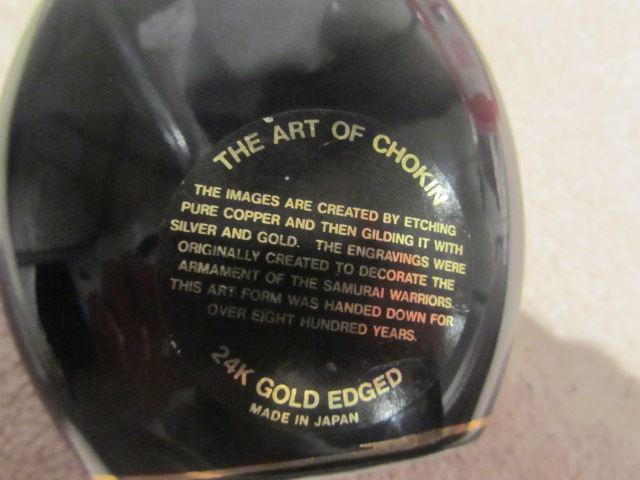 THE ART OF CHOKIN
THE IMAGES ARE CREATED BY ETCHING
PURE COPPER AND THEN GILDING IT WITH
SILVER AND GOLD. THE ENGRAVINGS WERE
ORIGINALLY CREATED TO DECORATE THE
ARMAMENT OF THE SAMURAI WARRIORS.
THIS ART FORM WAS HANDED DOWN FOR
OVER EIGHT HUNDRED YEARS.
24K GOLD EDGED
MADE IN JAPAN